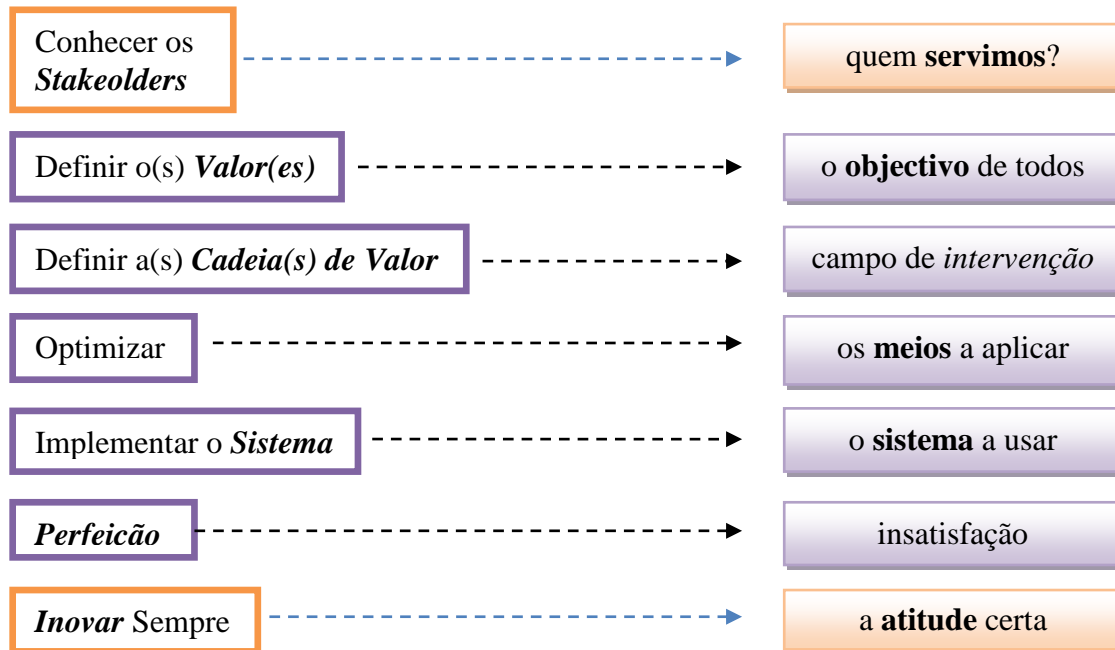 Conhecer os
Stakeolders
quem servimos?
Definir o(s) Valor(es)
o objectivo de todos
Definir a(s) Cadeia(s) de Valor
campo de intervenção
Optimizar
os meios a aplicar
Implementar o Sistema
o sistema a usar
Perfeicão
insatisfação
Inovar Sempre
a atitude certa